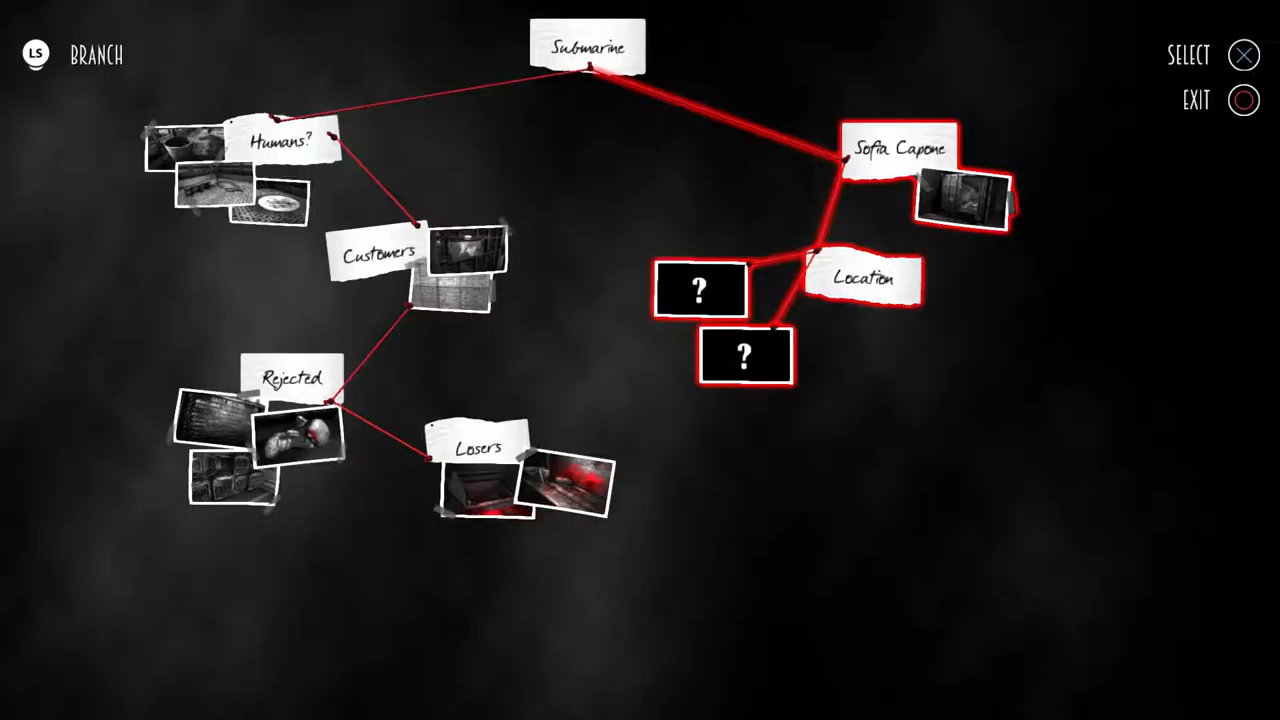 Submarine
LS BRANCH
SELECT
EXIT
Humans?
Sofia Capone
Customers
Location
?
?
Rejected
Losers